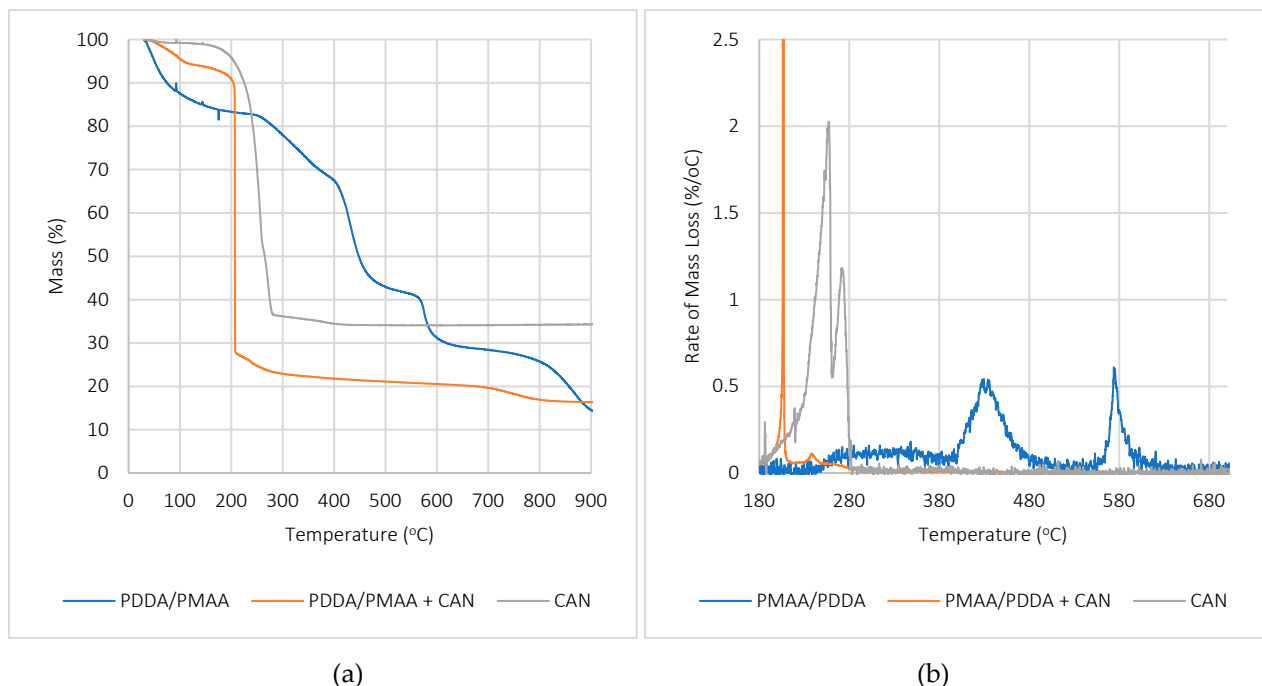 100
90
80
70
60
50
40
30
20
10
0
Mass (%)
0 100 200 300 400 500 600 700 800 900
Temperature (°C)
PDDA/PMAA PDDA/PMAA + CAN CAN
(a)
2.5
2
1.5
1
0.5
0
Rate of Mass Loss (%/oC)
180 280 380 480 580 680
Temperature (°C)
PMAA/PDDA PMAA/PDDA + CAN CAN
(b)